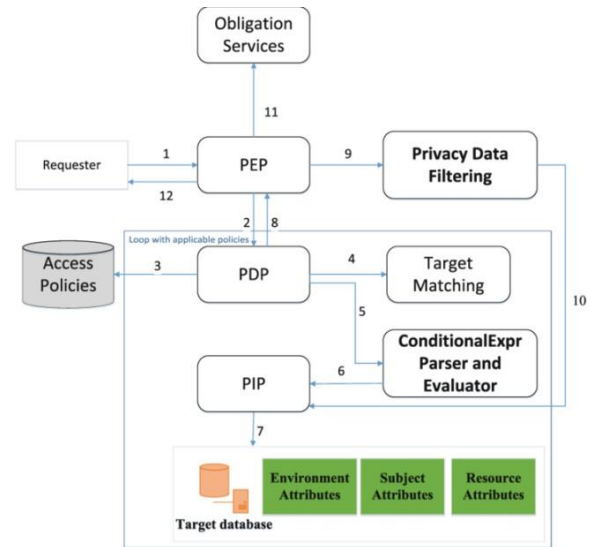 Obligation
Services
11
Requester
1
12
PEP
9
Privacy Data
Filtering
2
8
Loop with applicable policies
Access
Policies
3
PDP
4
Target
Matching
5
10
ConditionalExpr
Parser and
Evaluator
6
PIP
7
Environment
Attributes
Subject
Attributes
Resource
Attributes
Target database